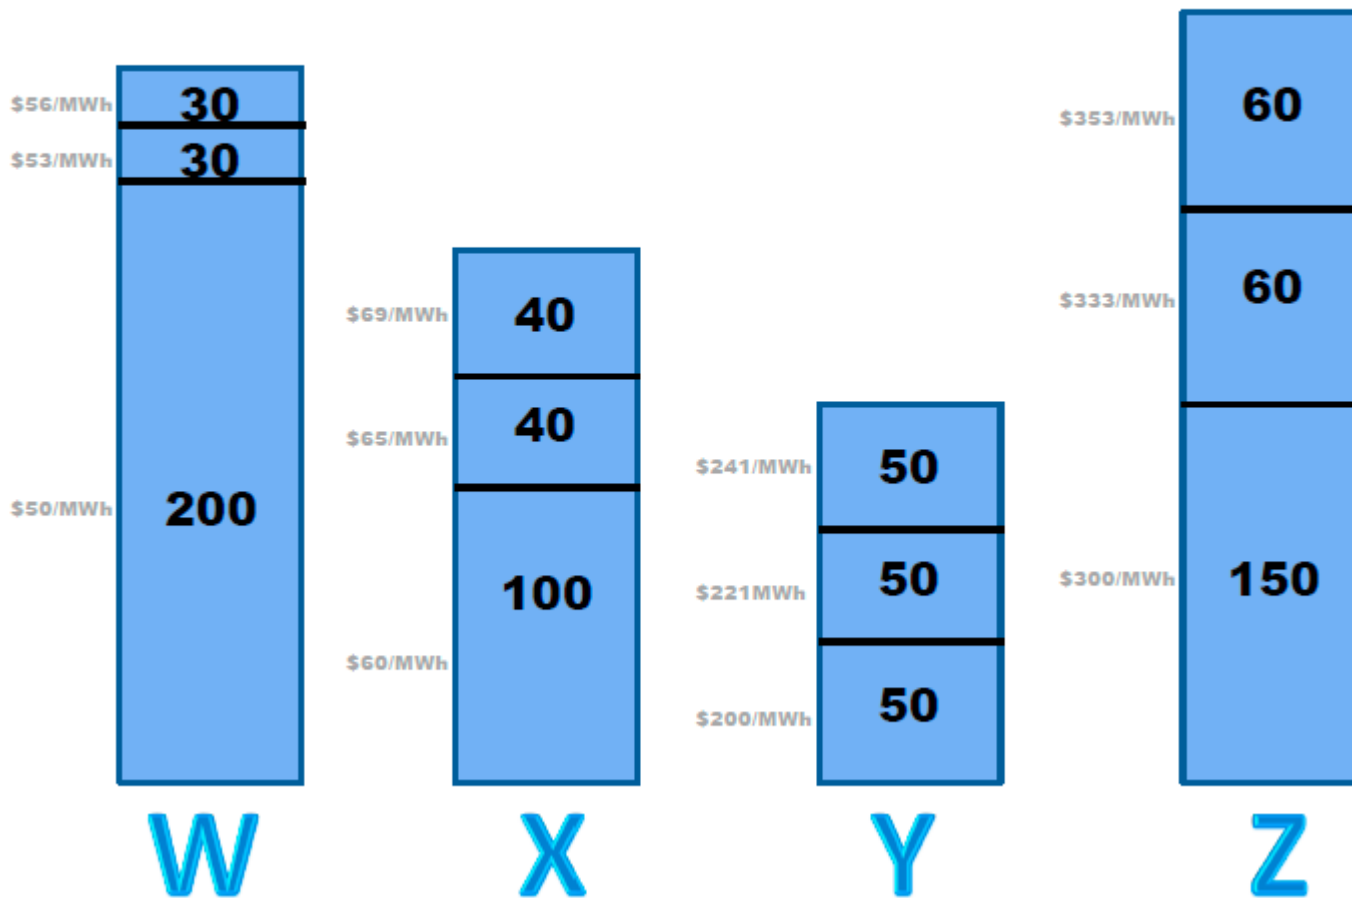 $56/MWh 30
$53/MWh 30
$50/MWh 200
W
$69/MWh 40
$65/MWh 40
100
$60/MWh
X
$241/MWh 50
$221MWh 50
$200/MWh 50
Y
$353/MWh 60
$333/MWh 60
$300/MWh 150
Z